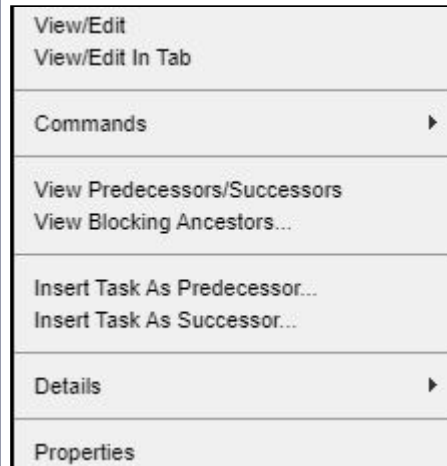 View/Edit
View/Edit In Tab
Commands
View Predecessors/Successors
View Blocking Ancestors...
Insert Task As Predecessor...
Insert Task As Successor...
Details
Properties